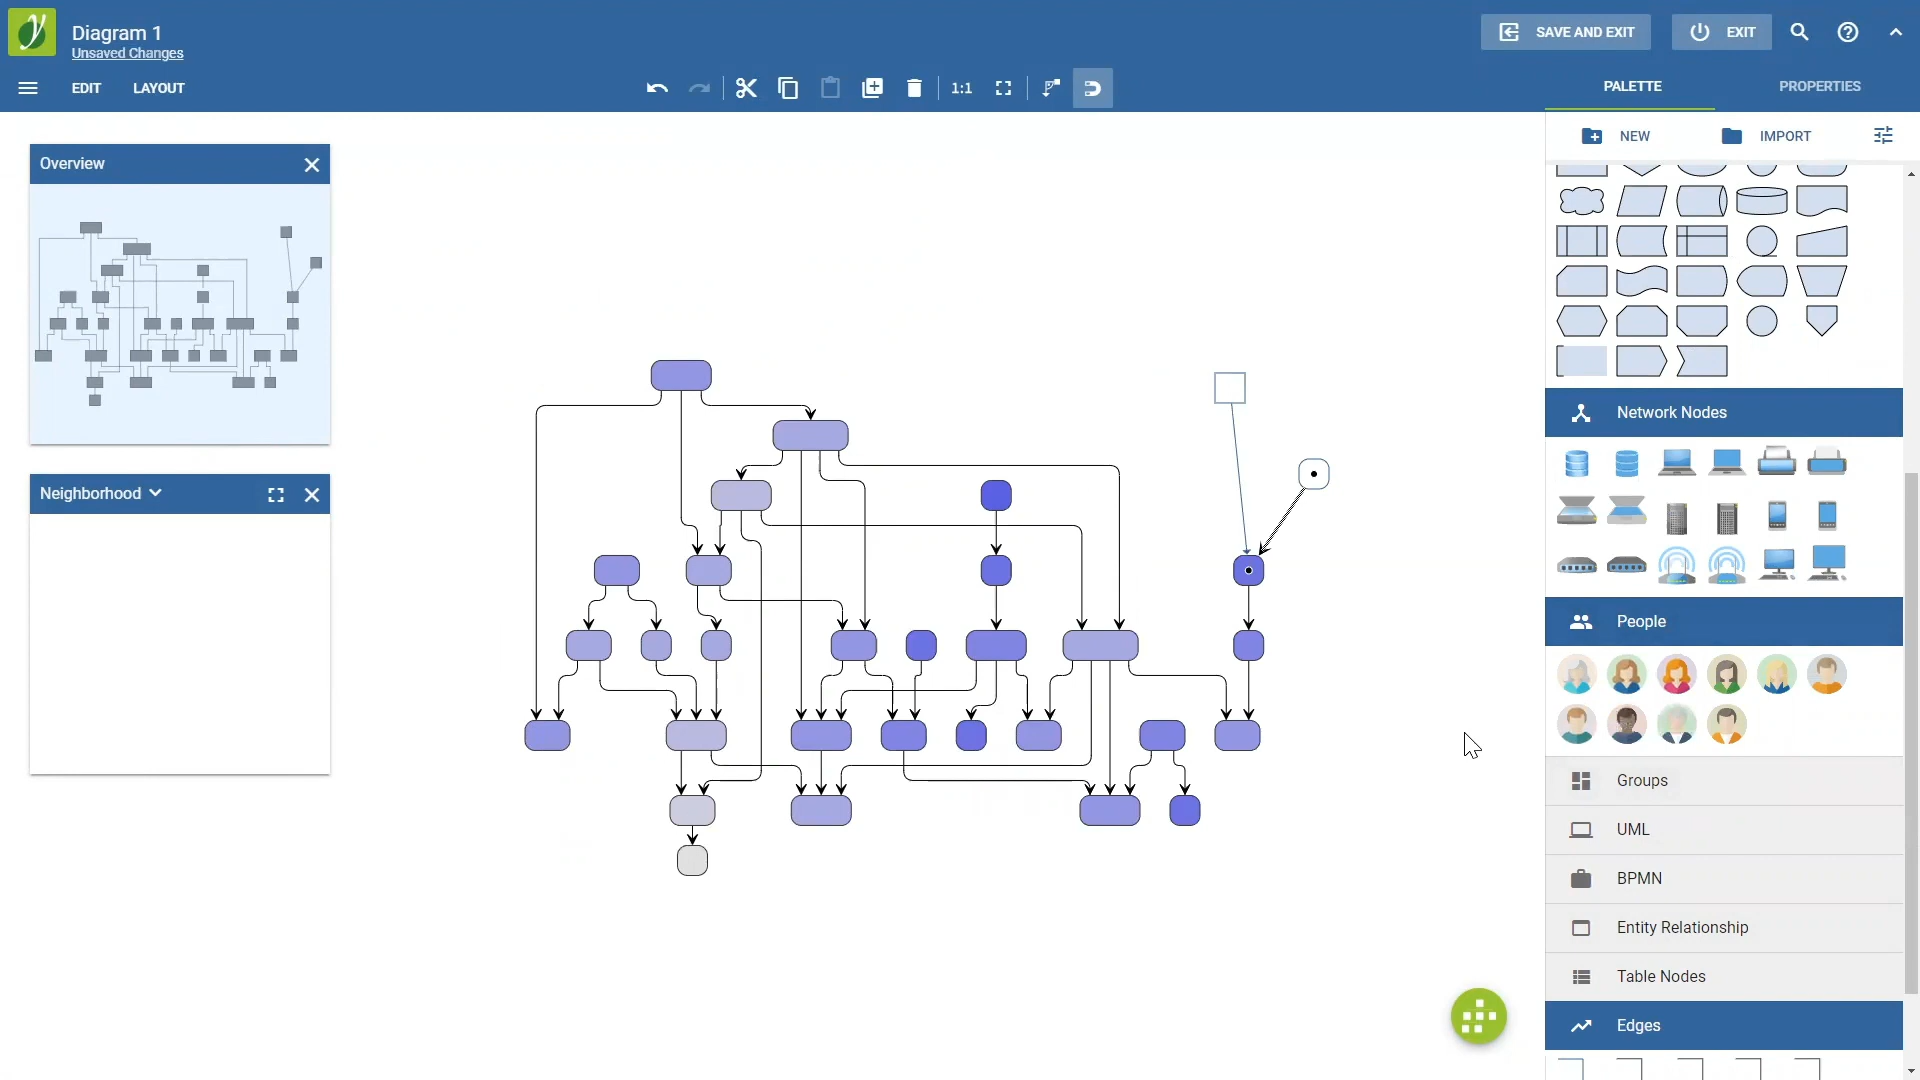 Diagram 1
Unsaved Changes
SAVE AND EXIT
EXIT
EDIT
LAYOUT
1:1
PALETTE
PROPERTIES
NEW
IMPORT
Overview
Neighborhood
Network Nodes
People
Groups
UML
BPMN
Entity Relationship
Table Nodes
Edges